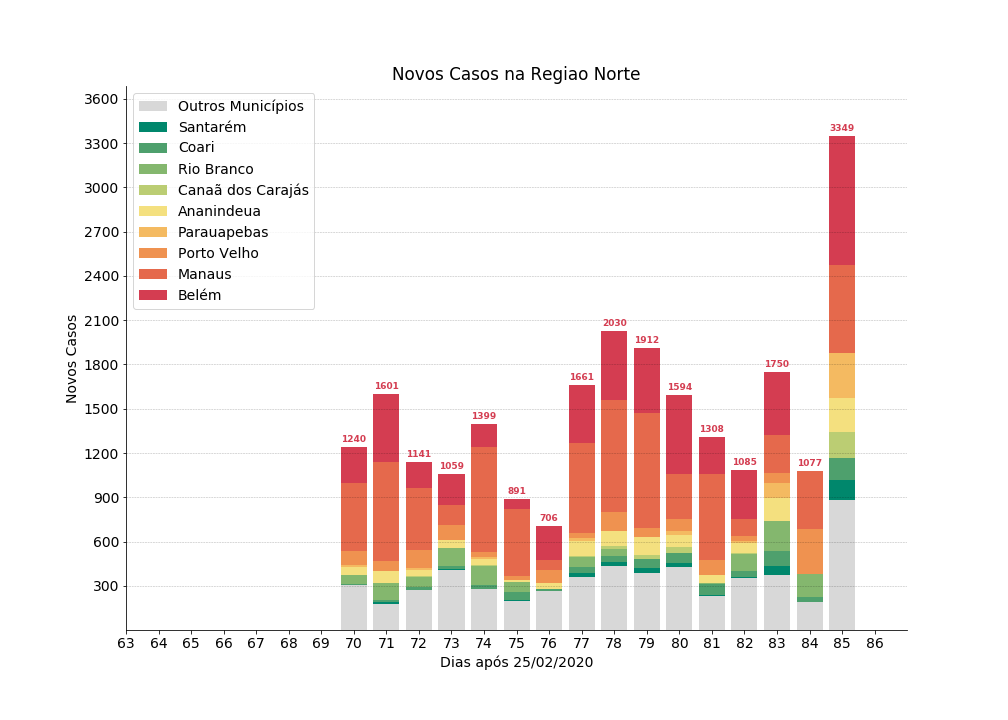 Novos Casos na Regiao Norte
3600
3300
3000
2700
2400
2100
1800
1500
1200
900
600
300
Novos Casos
Outros Municípios
Santarém
Coari
Rio Branco
Canaã dos Carajás
Ananindeua
Parauapebas
Porto Velho
Manaus
Belém
1240
1601
1141
1059
1399
891
706
1661
2030
1912
1594
1308
1085
1750
1077
3349
63 64 65 66 67 68 69 70 71 72 73 74 75 76 77 78 79 80 81 82 83 84 85 86
Dias após 25/02/2020